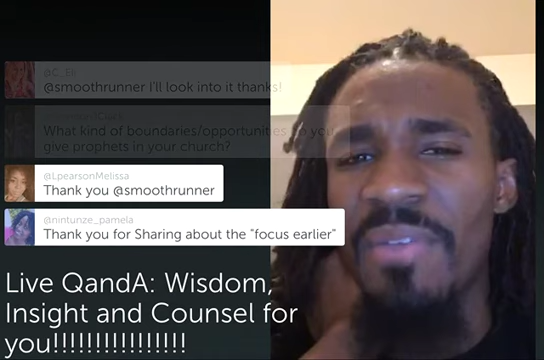 @C_Eli
@smoothrunner I'll look into it thanks!
What kind of boundaries/opportunities do you
give prophets in your church?
@LpearsonMelissa
Thank you @smoothrunner
@nintunze_pamela
Thank you for Sharing about the "focus earlier"
Live QandA: Wisdom,
Insight and Counsel for
you!!!!!!!!!!!!!!!!